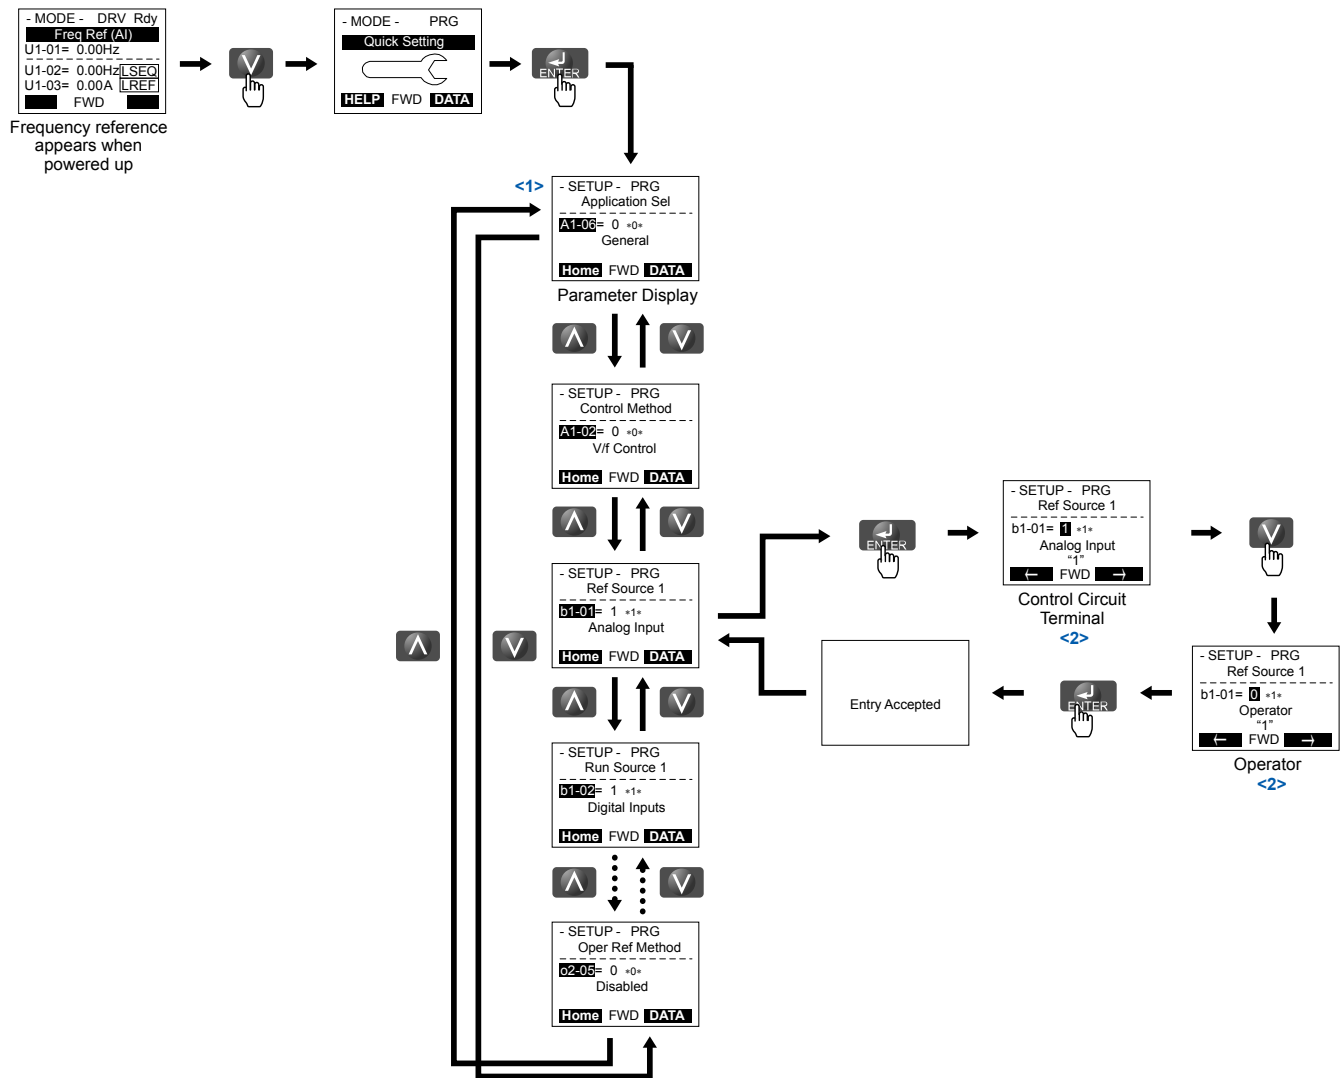 - MODE - DRV Rdy
Freq Ref (AI)
U1-01= 0.00Hz
U1-02= 0.00Hz LSEQ
U1-03= 0.00A LREF
FWD
Frequency reference
appears when
powered up
- MODE - PRG
Quick Setting
HELP FWD DATA
ENTER
<1>
- SETUP - PRG
Application Sel
A1-06= 0 *0*
General
Home FWD DATA
Parameter Display
- SETUP - PRG
Control Method
A1-02= 0 *0*
V/f Control
Home FWD DATA
- SETUP - PRG
Ref Source 1
b1-01= 1 *1*
Analog Input
Home FWD DATA
ENTER
- SETUP - PRG
Ref Source 1
b1-01= 1 *1*
Analog Input
“1”
← FWD →
Control Circuit
Terminal
<2>
- SETUP - PRG
Ref Source 1
b1-01= 0 *1*
Operator
“1”
← FWD →
Operator
<2>
ENTER
Entry Accepted
- SETUP - PRG
Run Source 1
b1-02= 1 *1*
Digital Inputs
Home FWD DATA
- SETUP - PRG
Oper Ref Method
o2-05= 0 *0*
Disabled
Home FWD DATA